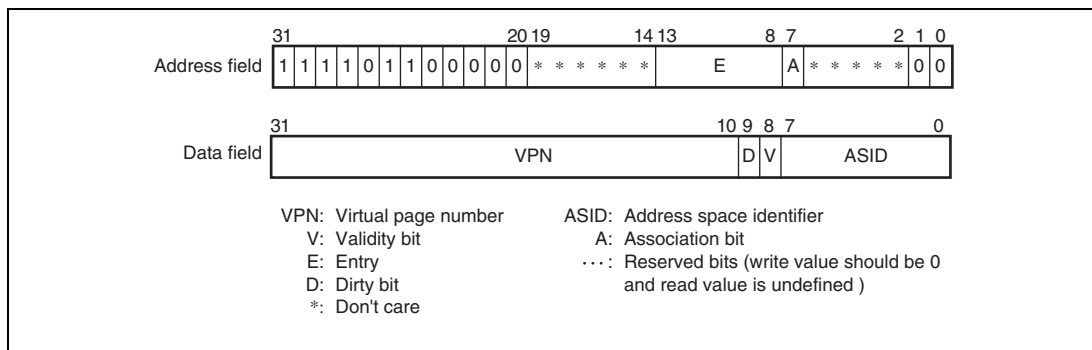 31 20 19 14 13 8 7 2 1 0
Address field 1 1 1 1 0 1 1 0 0 0 0 0 * * * * * * E A * * * * * 0 0
31 10 9 8 7 0
Data field VPN D V ASID
VPN: Virtual page number ASID: Address space identifier
V: Validity bit A: Association bit
E: Entry ···: Reserved bits (write value should be 0
D: Dirty bit and read value is undefined )
*: Don't care